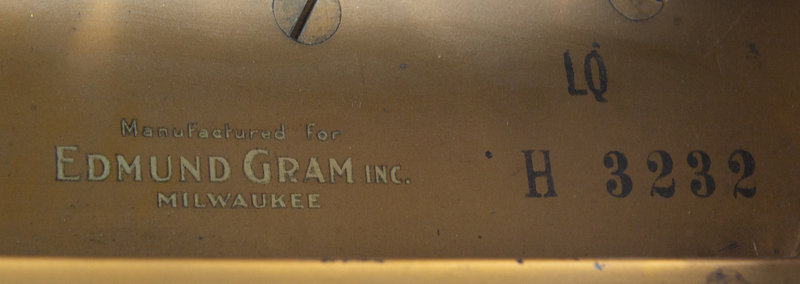 LQ
Manufactured for
EDMUND GRAM INC.
MILWAUKEE
H 3232